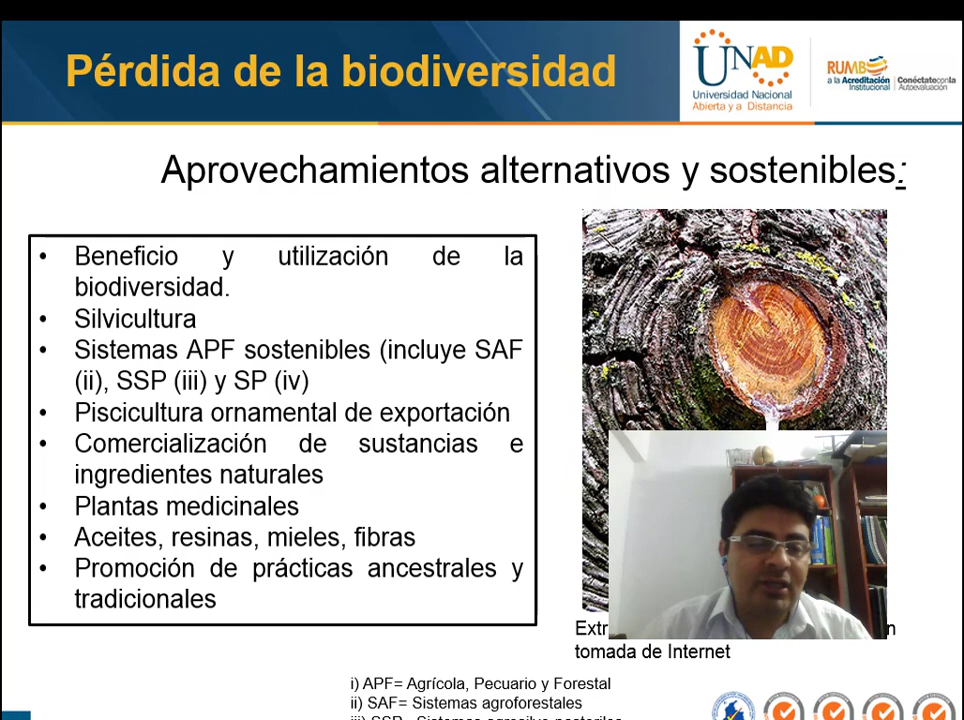 Pérdida de la biodiversidad
UNAD
Universidad Nacional
Abierta y a Distancia
RUMBO
a la Acreditación
Institucional
Conéctateconla
Autoevaluación
Aprovechamientos alternativos y sostenibles:
• Beneficio y utilización de la
biodiversidad.
• Silvicultura
• Sistemas APF sostenibles (incluye SAF
(ii), SSP (iii) y SP (iv)
• Piscicultura ornamental de exportación
• Comercialización de sustancias e
ingredientes naturales
• Plantas medicinales
• Aceites, resinas, mieles, fibras
• Promoción de prácticas ancestrales y
tradicionales
tomada de Internet
i) APF= Agrícola, Pecuario y Forestal
ii) SAF= Sistemas agroforestales